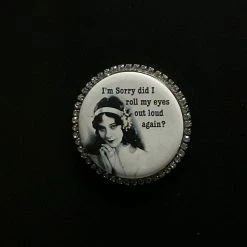 I'm Sorry did I
roll my eyes
out loud
again?